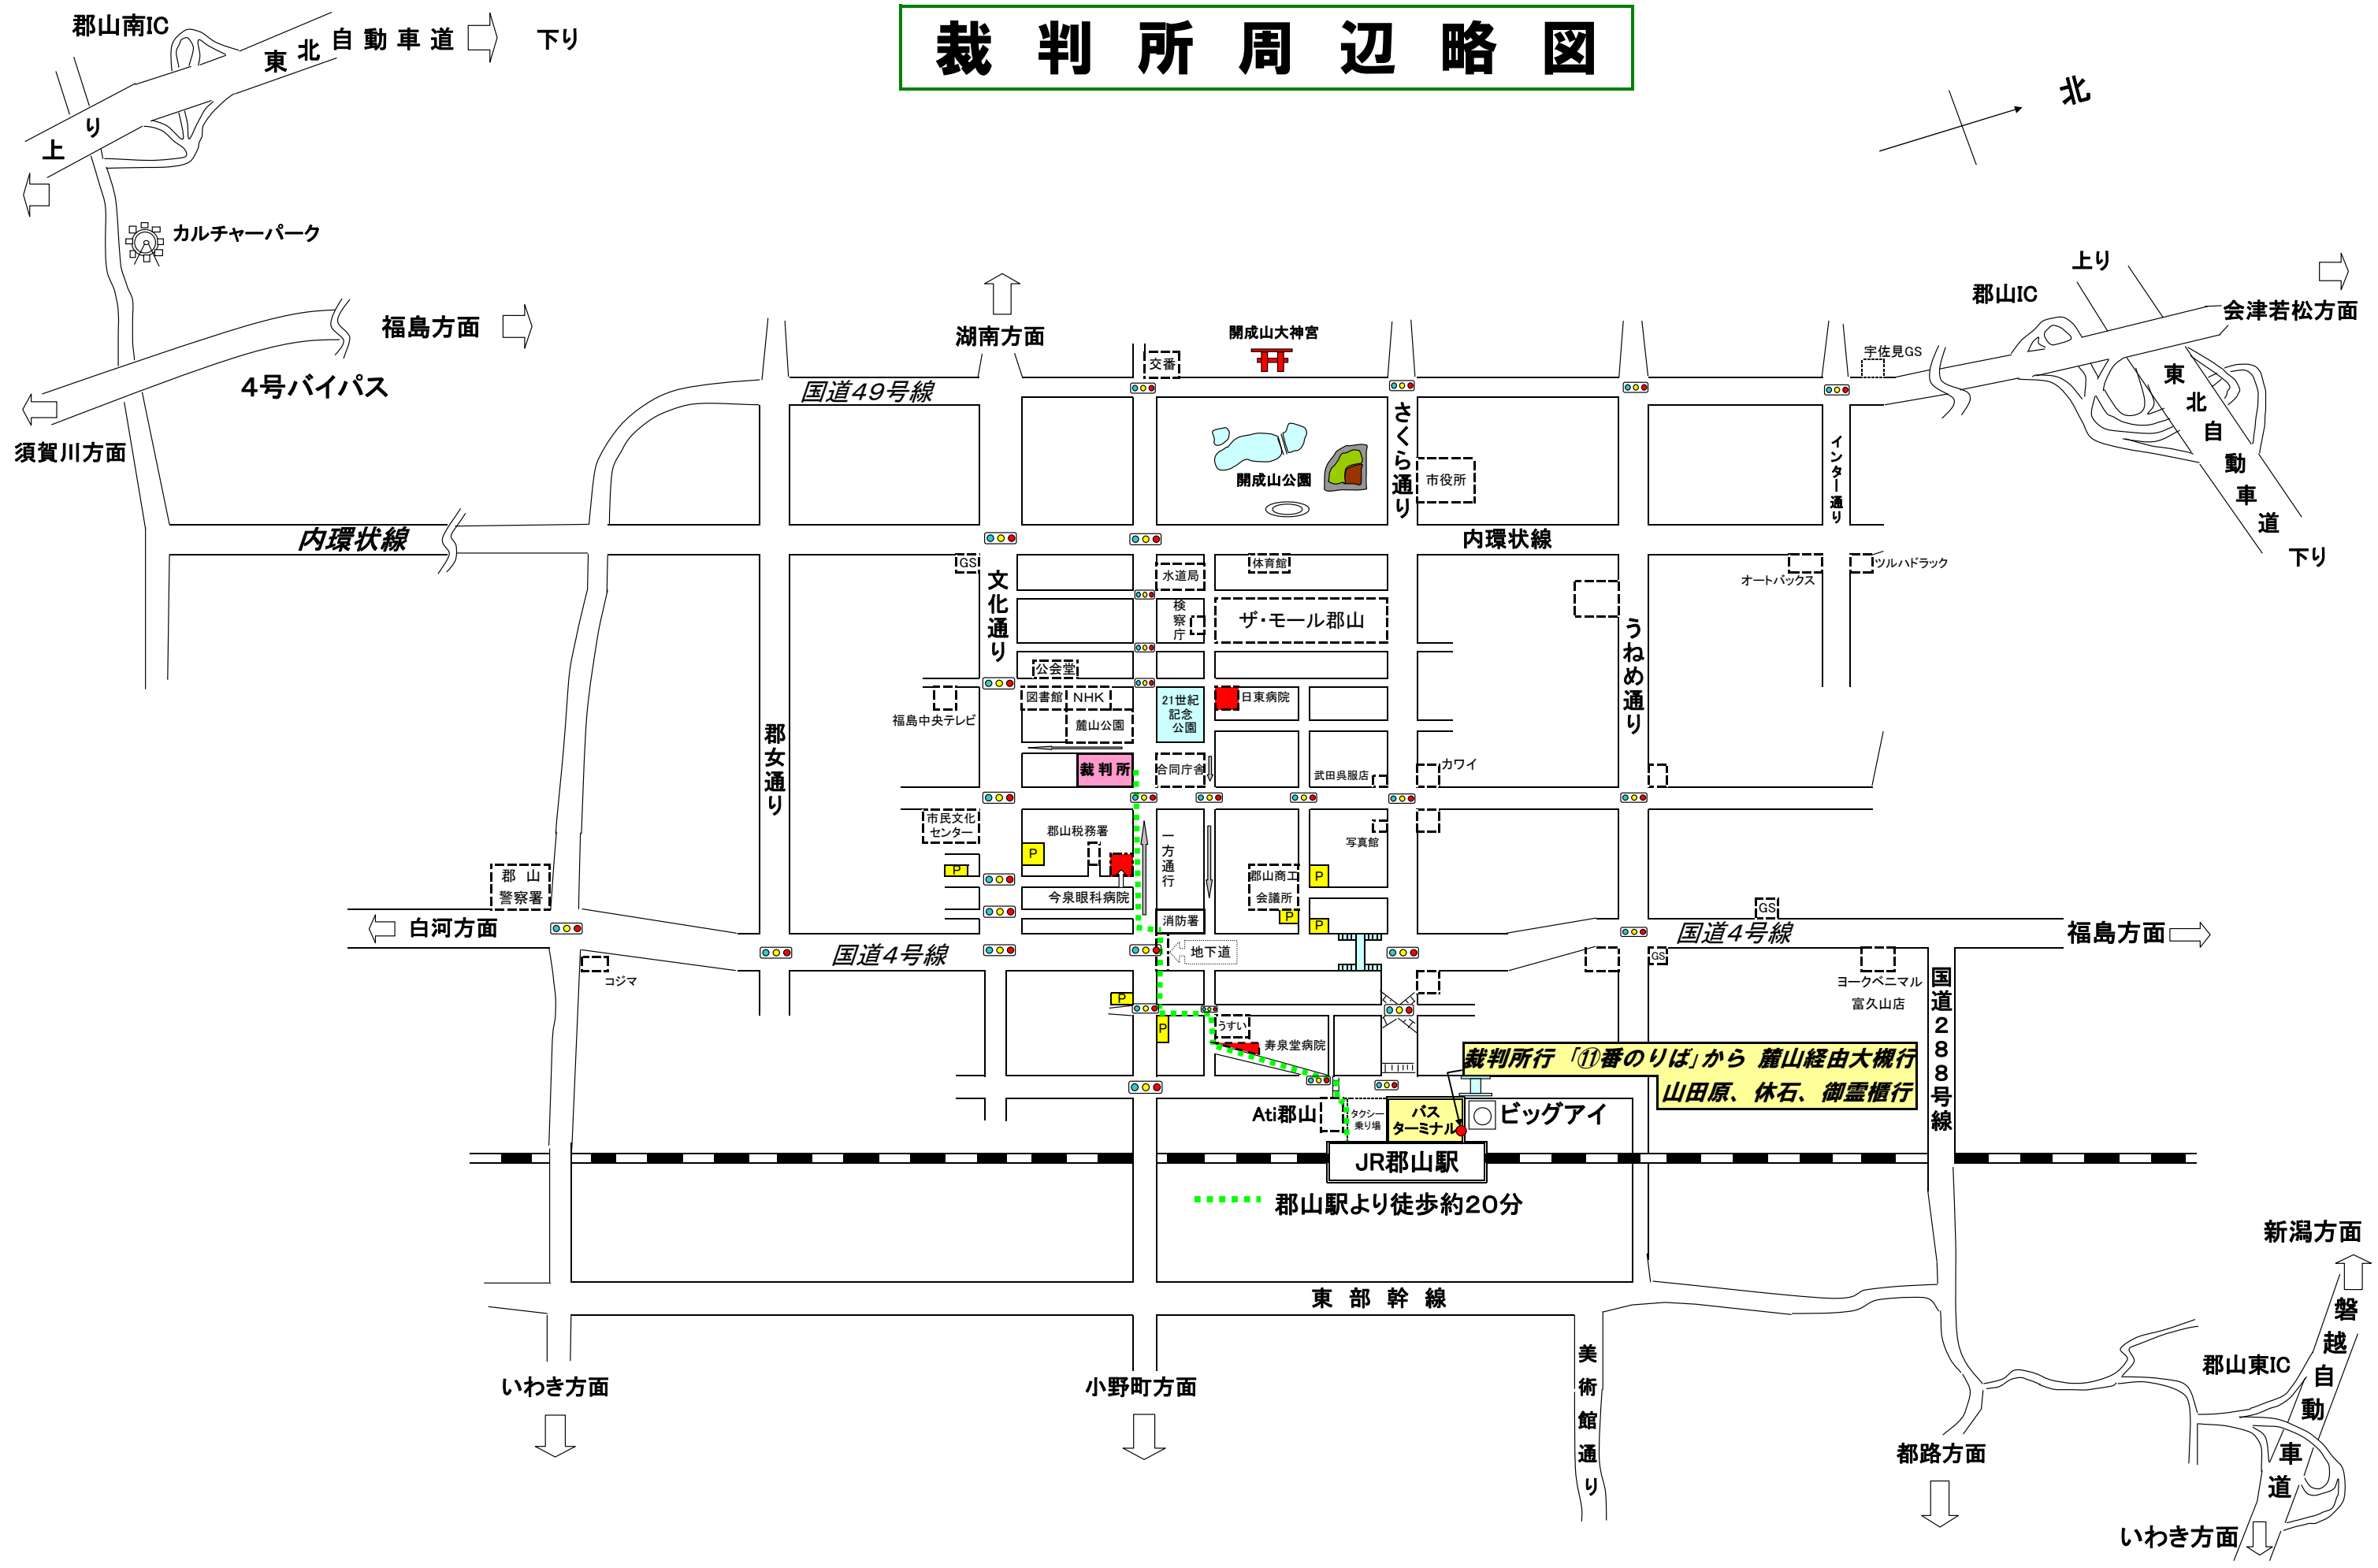 裁判所周辺略図
郡山南IC
東北自動車道
下り
上り
北
カルチャーパーク
福島方面
4号バイパス
須賀川方面
湖南方面
開成山大神宮
交番
国道49号線
宇佐見GS
郡山IC
上り
会津若松方面
東北自動車道
下り
さくら通り
市役所
開成山公園
インター通り
内環状線
内環状線
GS
水道局
体育館
オートバックス
ツルハドラック
文化通り
検察庁
ザ・モール郡山
うねめ通り
公会堂
図書館
NHK
麓山公園
21世紀
記念
公園
日東病院
福島中央テレビ
郡女通り
裁判所
合同庁舎
武田呉服店
カワイ
市民文化
センター
郡山税務署
一方通行
写真館
P
P
P
郡山
警察署
今泉眼科病院
郡山商工
会議所
消防署
P
P
GS
白河方面
国道4号線
地下道
国道4号線
福島方面
コジマ
GS
ヨークベニマル
富久山店
国道288号線
P
P
うすい
寿泉堂病院
裁判所行「⑪番のりば」から 麓山経由大槻行
山田原、休石、御霊櫃行
Ati郡山
タクシー
乗り場
バス
ターミナル
ビッグアイ
JR郡山駅
郡山駅より徒歩約20分
東部幹線
新潟方面
磐越自動車道
郡山東IC
いわき方面
小野町方面
美術館通り
都路方面
いわき方面